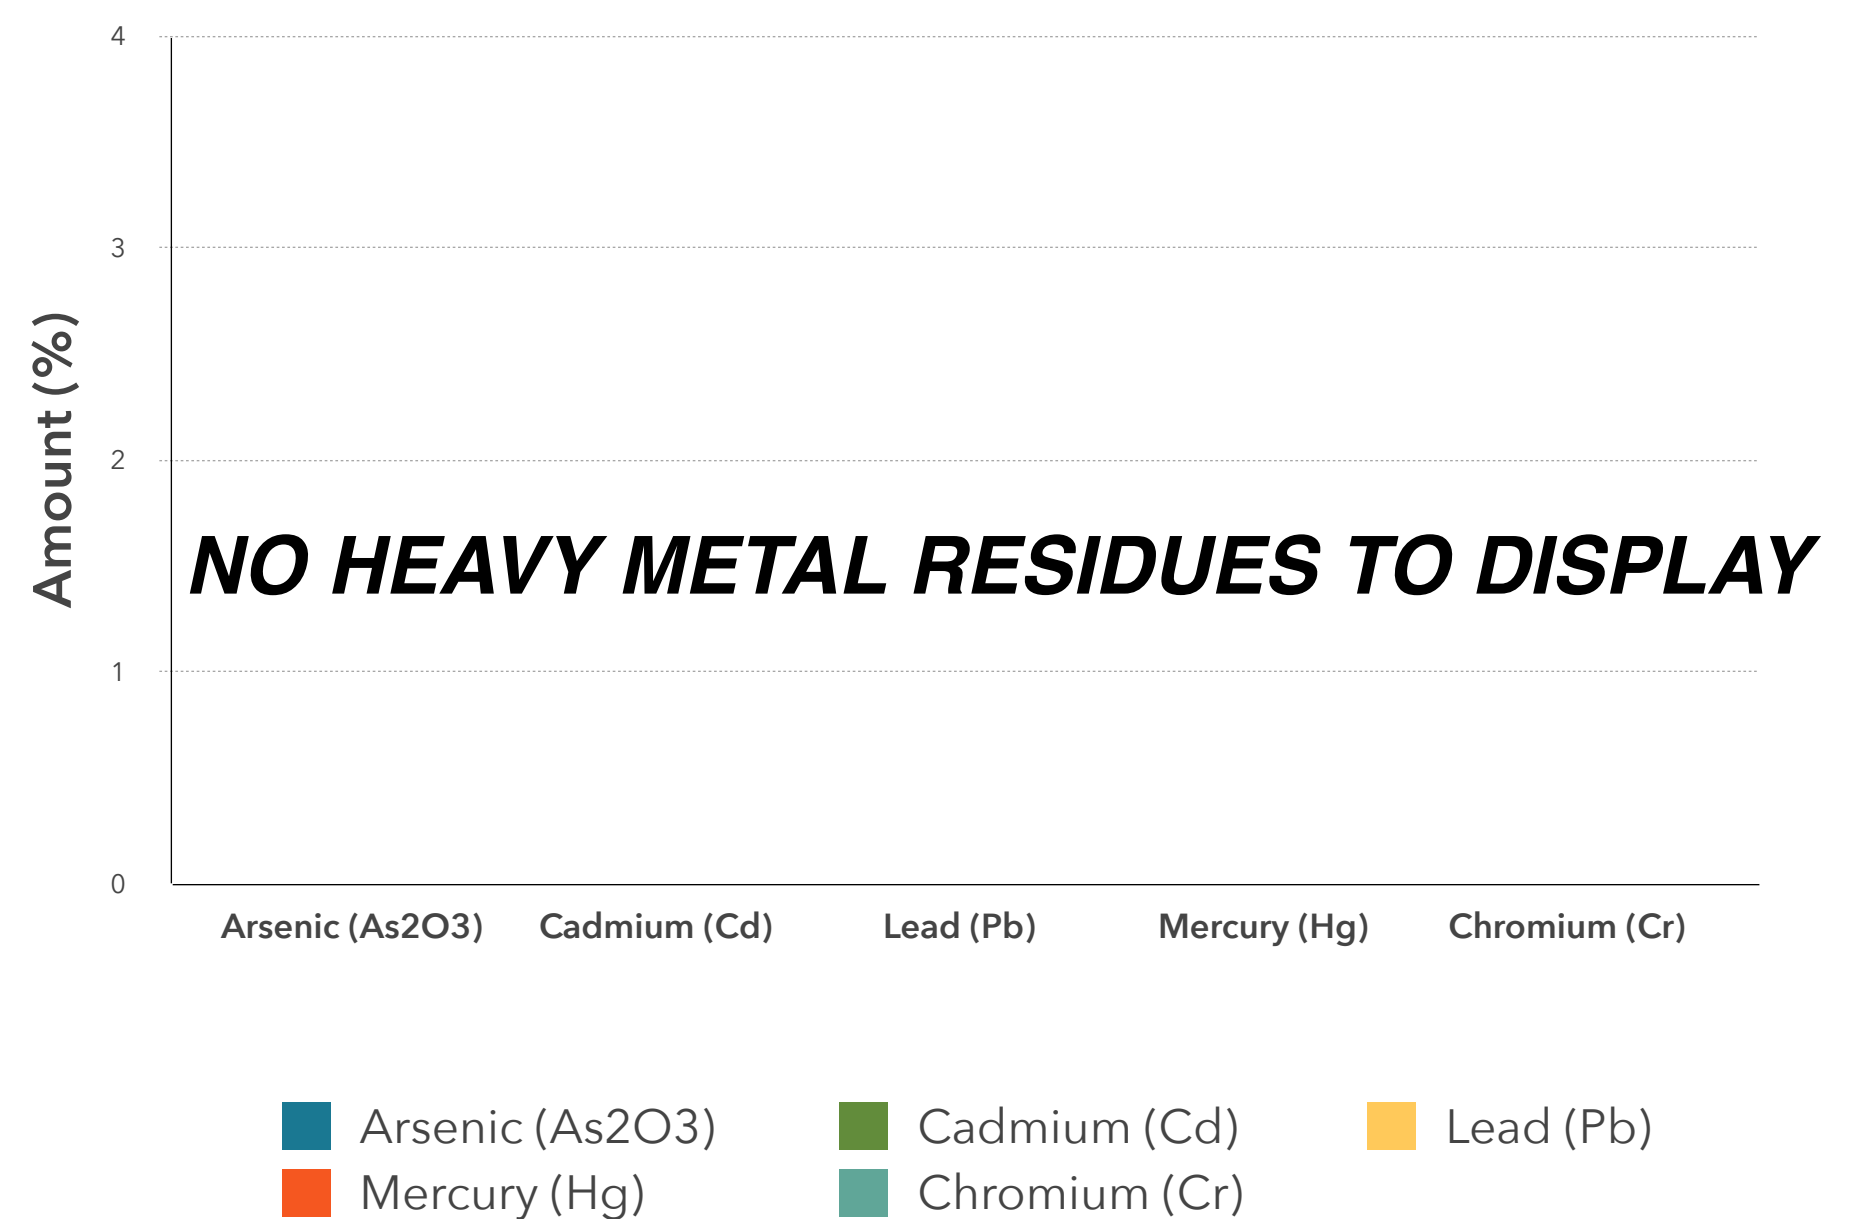 4
3
2
1
0
Amount (%)
NO HEAVY METAL RESIDUES TO DISPLAY
Arsenic (As2O3) Cadmium (Cd) Lead (Pb) Mercury (Hg) Chromium (Cr)
Arsenic (As2O3) Cadmium (Cd) Lead (Pb)
Mercury (Hg) Chromium (Cr)